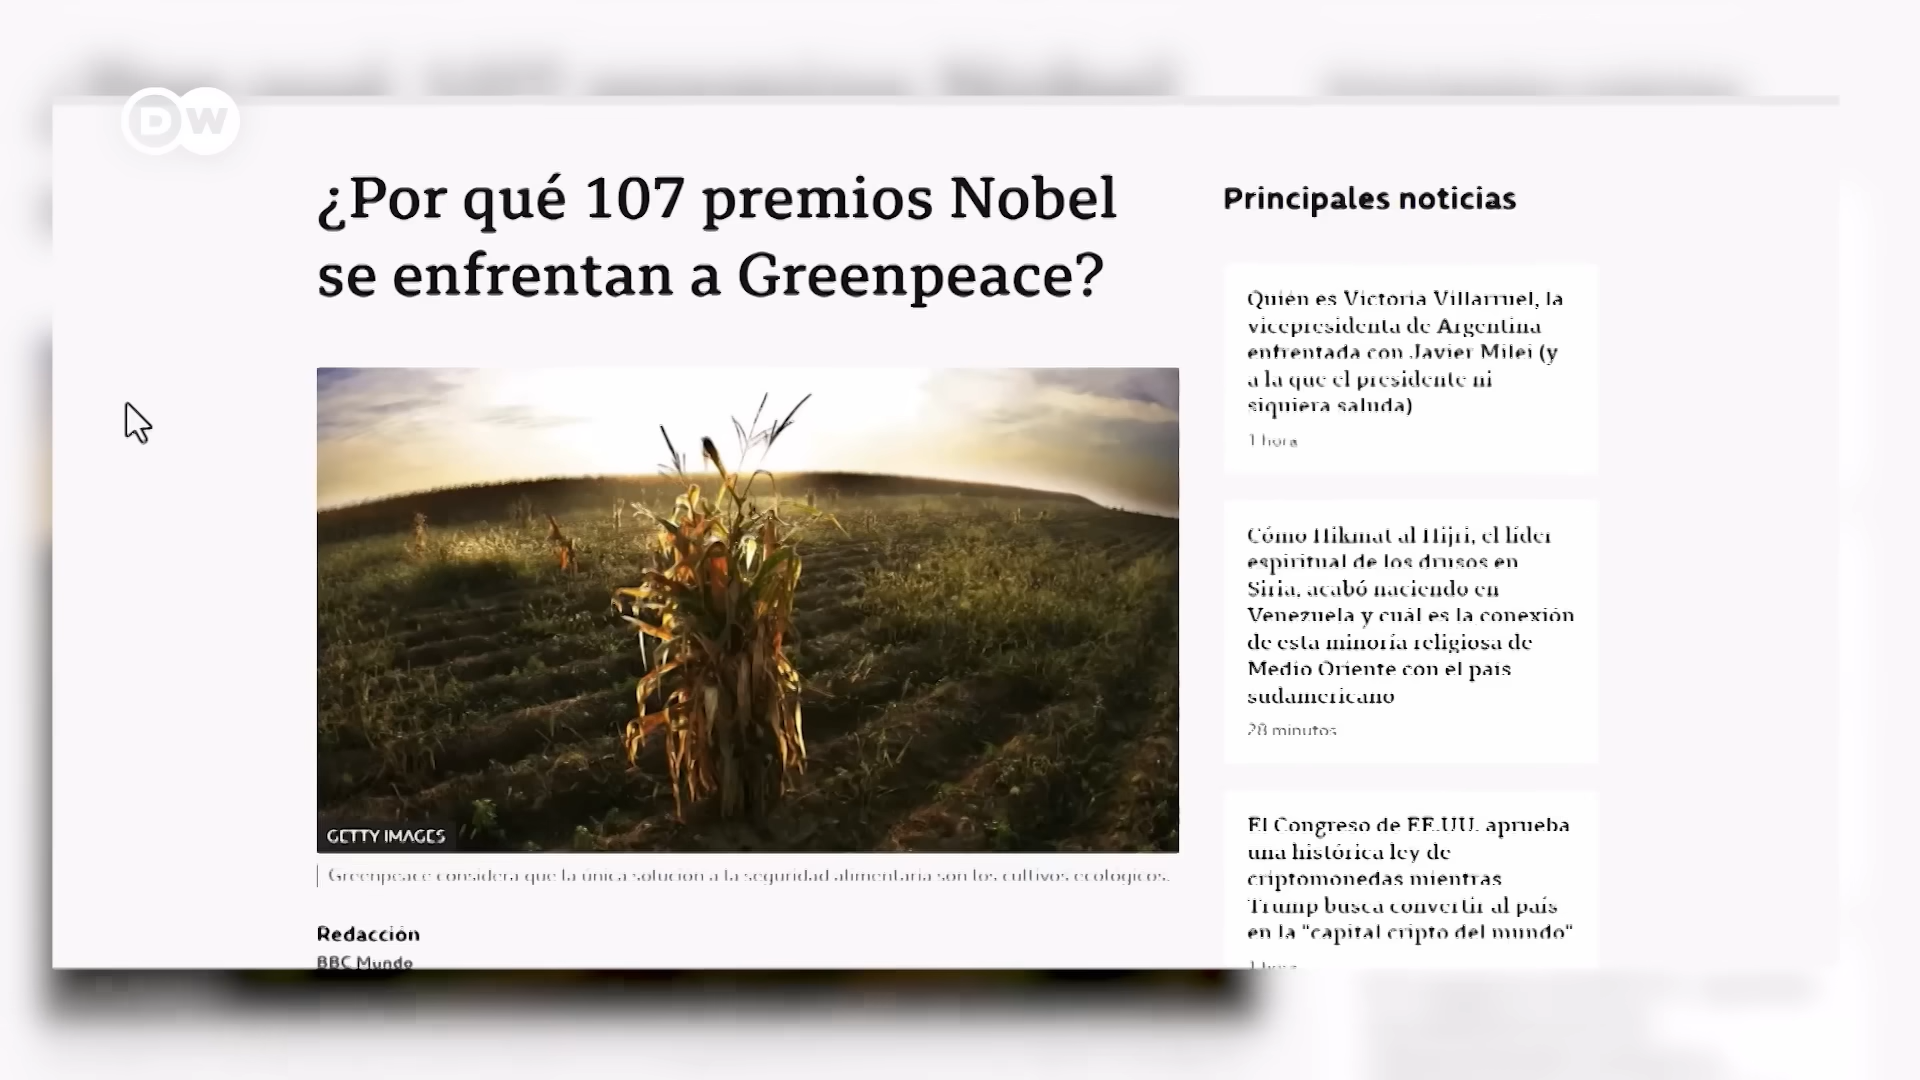 DW
¿Por qué 107 premios Nobel
se enfrentan a Greenpeace?
GETTY IMAGES
Greenpeace considera que la única solución a la seguridad alimentaria son los cultivos ecológicos.
Redacción
BBC Mundo
Principales noticias
Quién es Victoria Villarruel, la
vicepresidenta de Argentina
enfrentada con Javier Milei (y
a la que el presidente ni
siquiera saluda)
1 hora
Cómo Hikmat al Hijri, el líder
espiritual de los drusos en
Siria, acabó naciendo en
Venezuela y cuál es la conexión
de esta minoría religiosa de
Medio Oriente con el país
sudamericano
28 minutos
El Congreso de EE.UU. aprueba
una histórica ley de
criptomonedas mientras
Trump busca convertir al país
en la "capital cripto del mundo"
1 hora